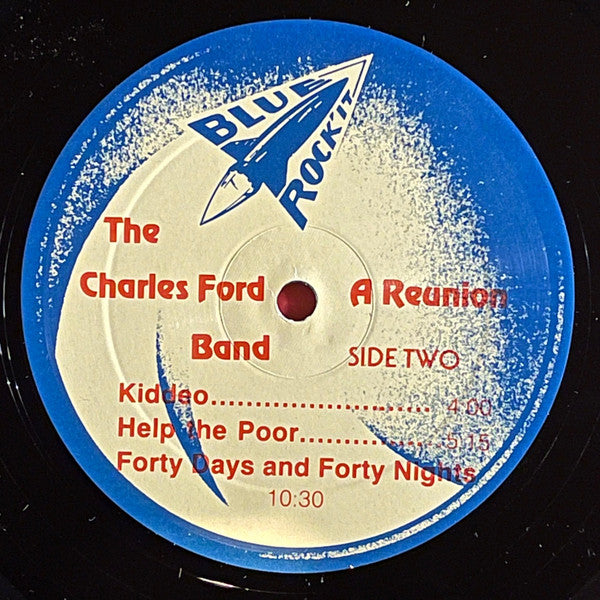 BLUE
ROCK'IT
The
Charles Ford
Band
A Reunion
SIDE TWO
Kiddeo........................ 4:00
Help the Poor................ 5:15
Forty Days and Forty Nights
10:30